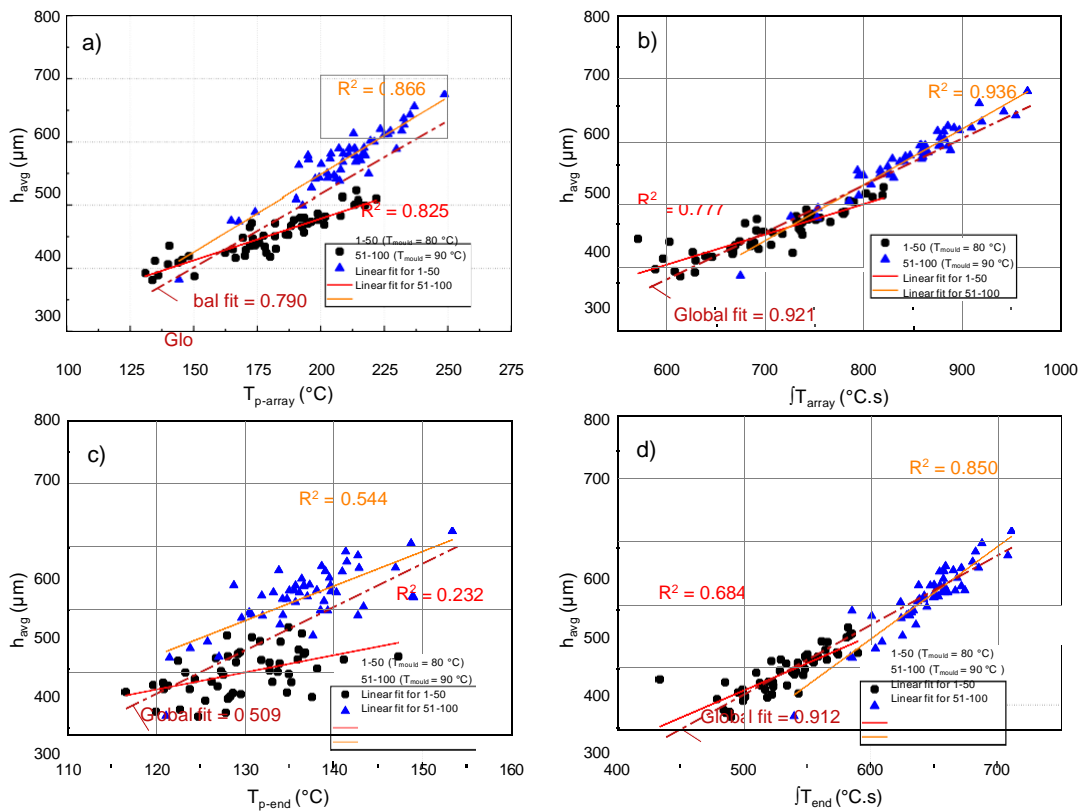 a)
800
700
600
500
400
300
h_avg (µm)
R² = 0.866
R² = 0.825
1-50 (T_mould = 80 °C)
51-100 (T_mould = 90 °C)
Linear fit for 1-50
Linear fit for 51-100
bal fit = 0.790
Glo
100 125 150 175 200 225 250 275
T_p-array (°C)
b)
800
700
600
500
400
300
h_avg (µm)
R² = 0.936
R² = 0.777
1-50 (T_mould = 80 °C)
51-100 (T_mould = 90 °C)
Linear fit for 1-50
Linear fit for 51-100
Global fit = 0.921
600 700 800 900 1000
∫T_array (°C.s)
c)
800
700
600
500
400
300
h_avg (µm)
R² = 0.544
R² = 0.232
1-50 (T_mould = 80 °C)
51-100 (T_mould = 90 °C)
Linear fit for 1-50
Linear fit for 51-100
Global fit = 0.509
110 120 130 140 150 160
T_p-end (°C)
d)
800
700
600
500
400
300
h_avg (µm)
R² = 0.850
R² = 0.684
1-50 (T_mould = 80 °C)
51-100 (T_mould = 90 °C)
Linear fit for 1-50
Linear fit for 51-100
Global fit = 0.912
400 500 600 700
∫T_end (°C.s)